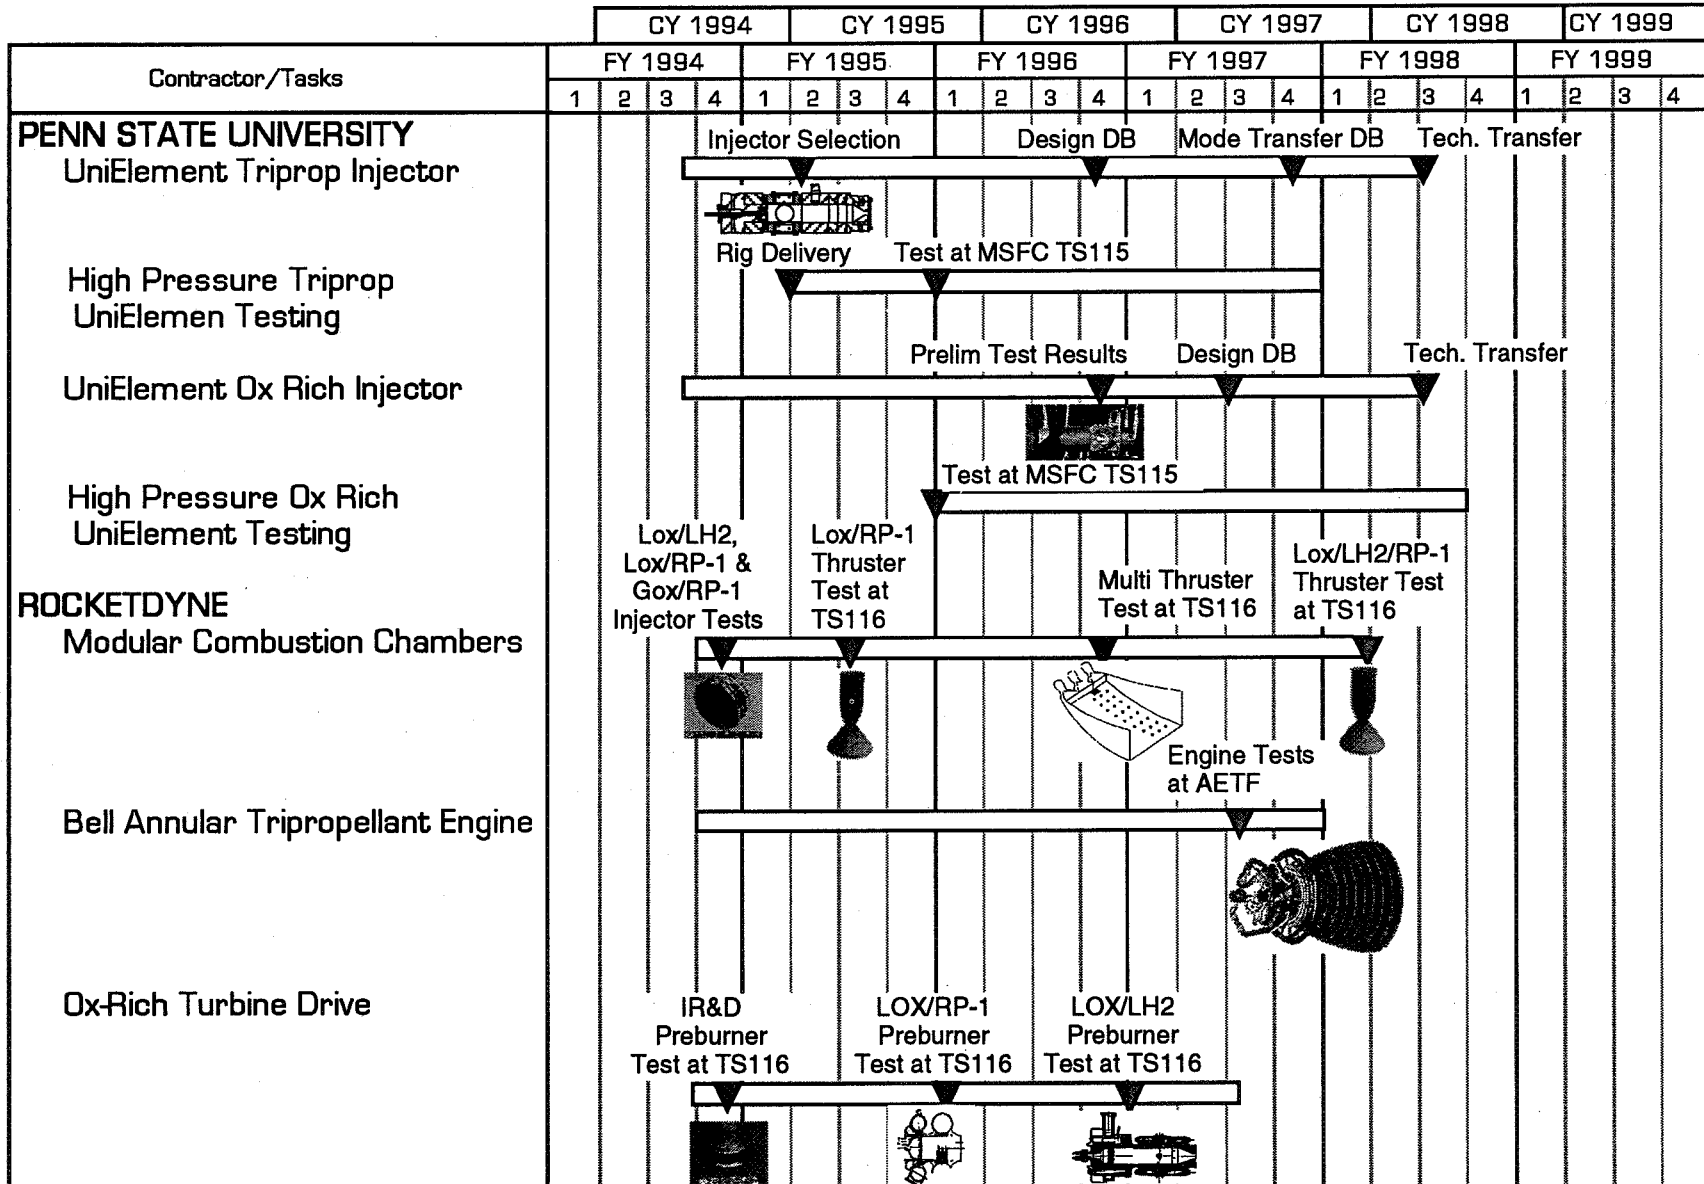 CY 1994 CY 1995 CY 1996 CY 1997 CY 1998 CY 1999
Contractor/Tasks
FY 1994 FY 1995 FY 1996 FY 1997 FY 1998 FY 1999
1 2 3 4 1 2 3 4 1 2 3 4 1 2 3 4 1 2 3 4 1 2 3 4
PENN STATE UNIVERSITY
Injector Selection Design DB Mode Transfer DB Tech. Transfer
UniElement Triprop Injector
Rig Delivery Test at MSFC TS115
High Pressure Triprop
UniElemen Testing
Prelim Test Results Design DB Tech. Transfer
UniElement Ox Rich Injector
Test at MSFC TS115
High Pressure Ox Rich
UniElement Testing
Lox/LH2,
Lox/RP-1 &
Gox/RP-1
Injector Tests
Lox/RP-1
Thruster
Test at
TS116
Multi Thruster
Test at TS116
Lox/LH2/RP-1
Thruster Test
at TS116
ROCKETDYNE
Modular Combustion Chambers
Engine Tests
at AETF
Bell Annular Tripropellant Engine
Ox-Rich Turbine Drive
IR&D
Preburner
Test at TS116
LOX/RP-1
Preburner
Test at TS116
LOX/LH2
Preburner
Test at TS116